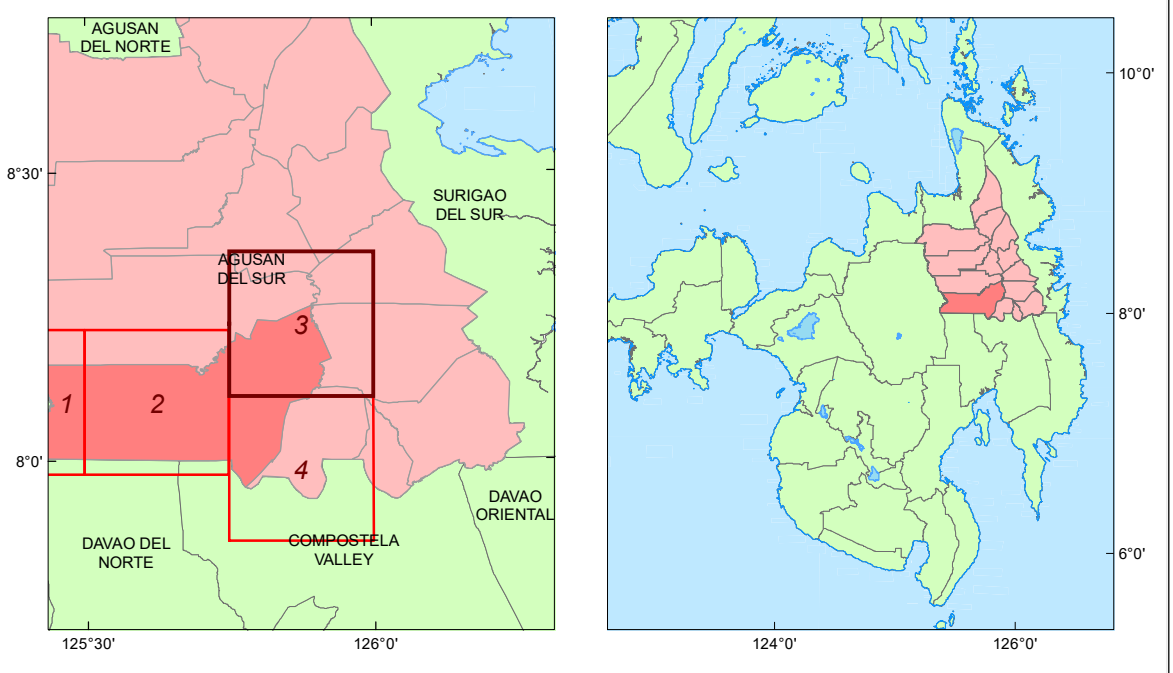 AGUSAN
DEL NORTE
8°30'
SURIGAO
DEL SUR
AGUSAN
DEL SUR
3
1
2
4
8°0'
DAVAO
ORIENTAL
DAVAO DEL
NORTE
COMPOSTELA
VALLEY
125°30'
126°0'
10°0'
8°0'
6°0'
124°0'
126°0'